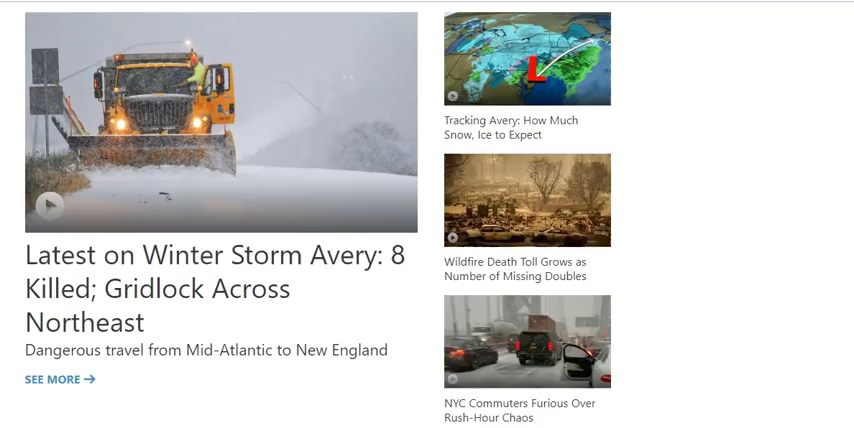 Latest on Winter Storm Avery: 8
Killed; Gridlock Across
Northeast
Dangerous travel from Mid-Atlantic to New England
SEE MORE
L
Tracking Avery: How Much
Snow, Ice to Expect
Wildfire Death Toll Grows as
Number of Missing Doubles
NYC Commuters Furious Over
Rush-Hour Chaos